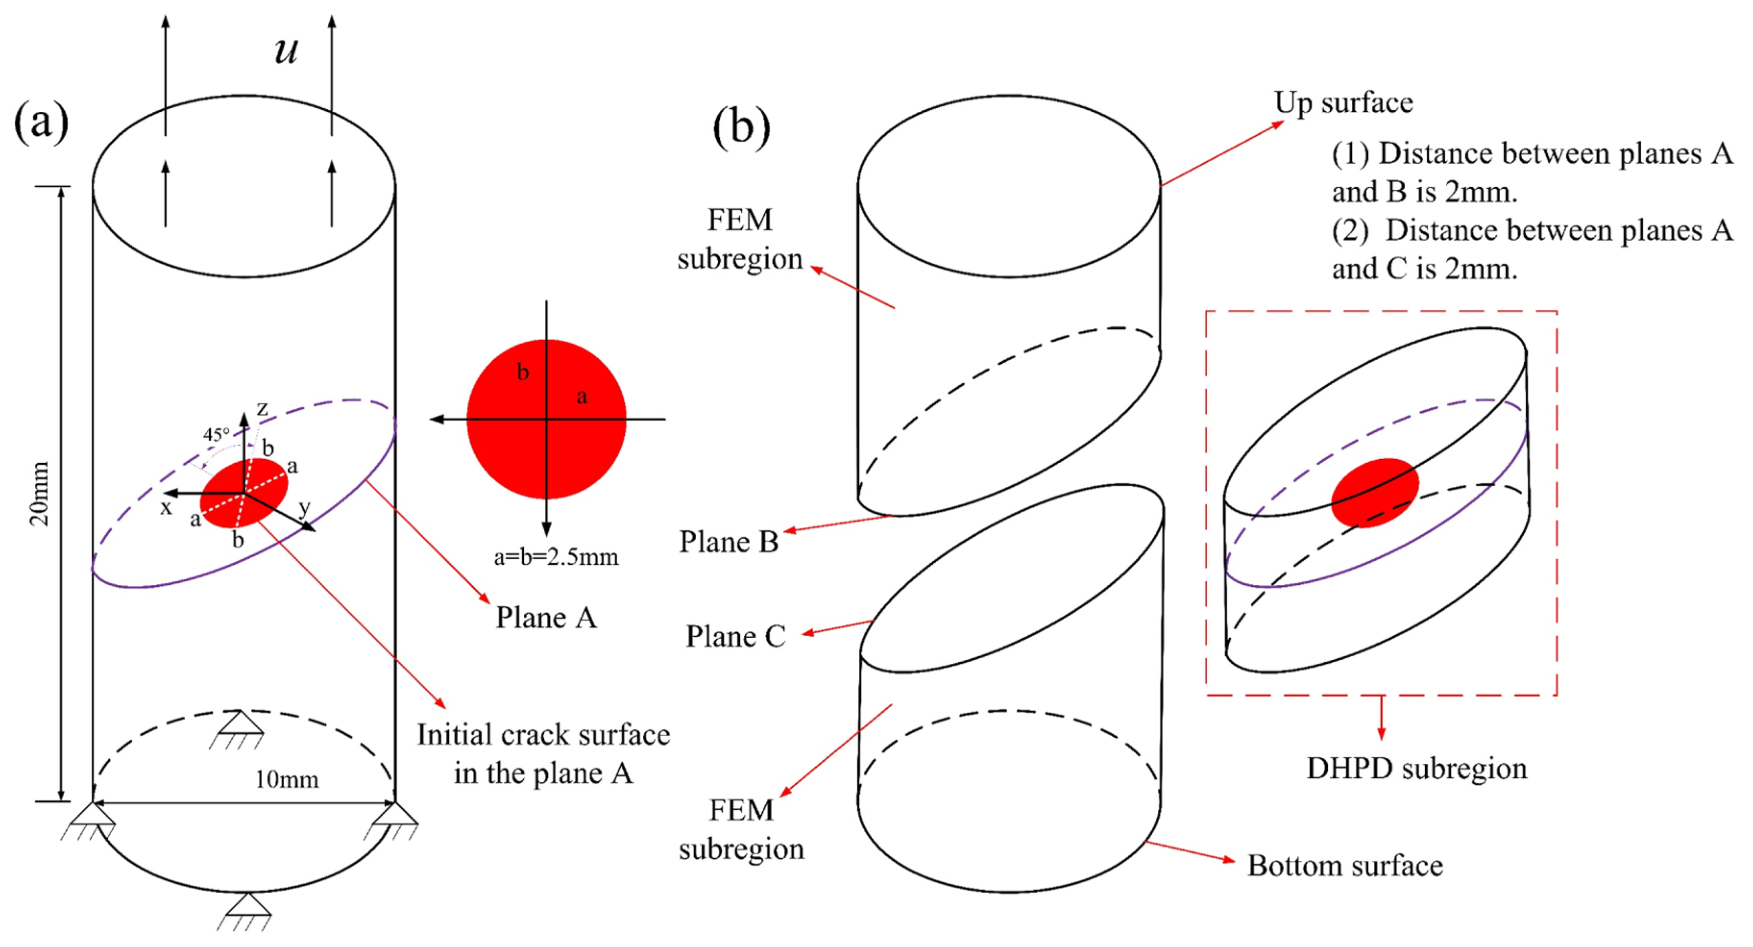 (a)
u
20mm
45°
z
b
a
x
a
y
b
b
a
a=b=2.5mm
Plane A
Initial crack surface
in the plane A
10mm
(b)
Up surface
(1) Distance between planes A
and B is 2mm.
(2) Distance between planes A
and C is 2mm.
FEM
subregion
Plane B
Plane C
FEM
subregion
DHPD subregion
Bottom surface